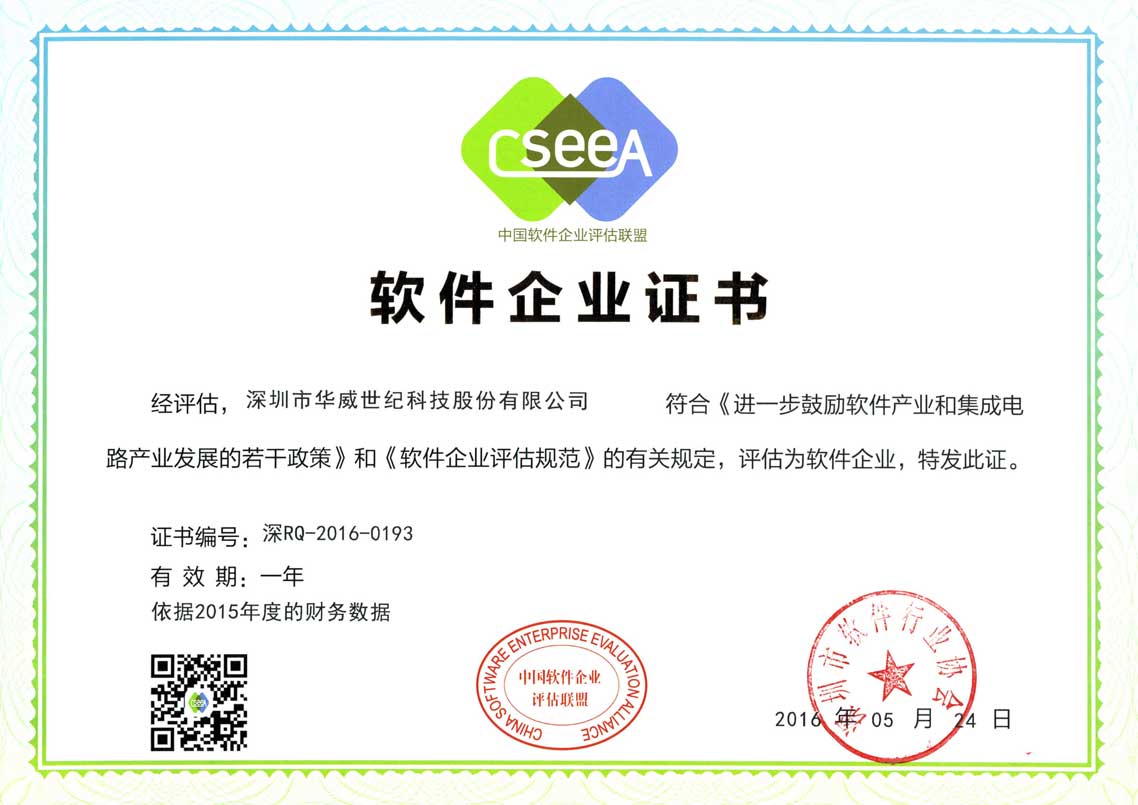 CSeeA
中国软件企业评估联盟
软件企业证书
经评估，深圳市华威世纪科技股份有限公司 符合《进一步鼓励软件产业和集成电
路产业发展的若干政策》和《软件企业评估规范》的有关规定，评估为软件企业，特发此证。
证书编号：深RQ-2016-0193
有 效 期：一年
依据2015年度的财务数据
CSeeA
CHINA SOFTWARE ENTERPRISE EVALUATION ALLIANCE
中国软件企业
评估联盟
深圳市软件行业协会
2016 年 05 月 24 日